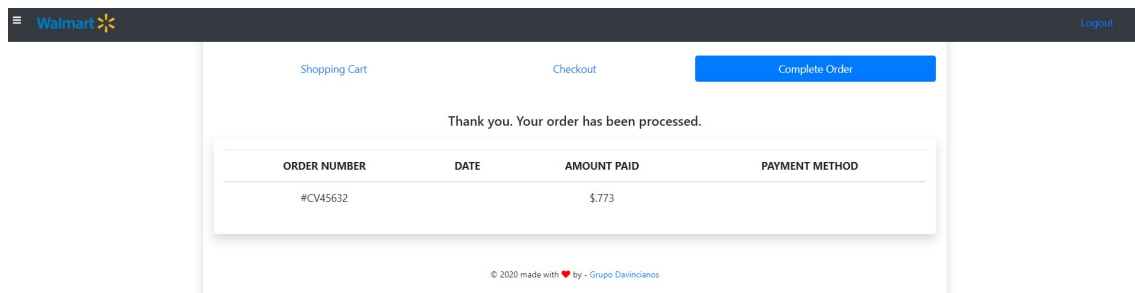 ≡ Walmart Logout
Shopping Cart Checkout Complete Order
Thank you. Your order has been processed.
ORDER NUMBER DATE AMOUNT PAID PAYMENT METHOD
#CV45632 $.773
© 2020 made with ❤ by - Grupo Davincianos